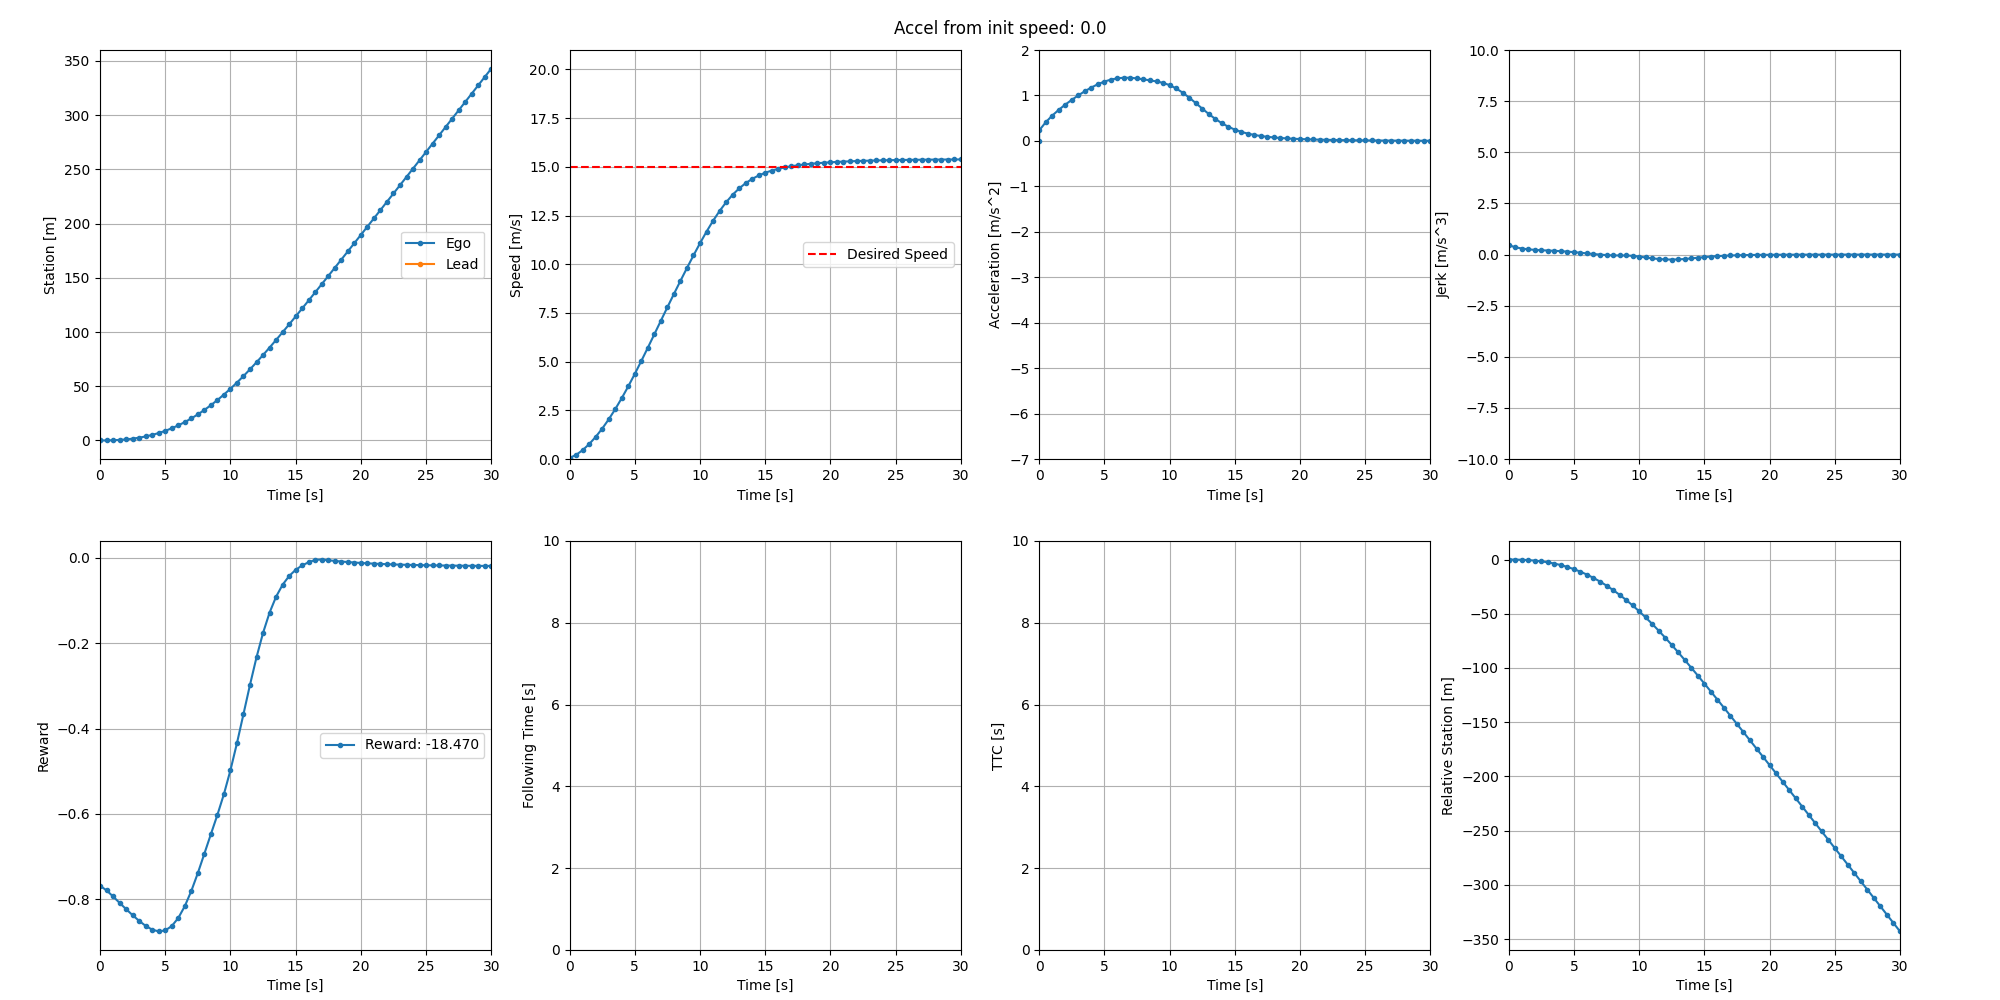 Accel from init speed: 0.0
350
300
250
200
150
100
50
0
Station [m]
Ego
Lead
0 5 10 15 20 25 30
Time [s]
20.0
17.5
15.0
12.5
10.0
7.5
5.0
2.5
0.0
Speed [m/s]
Desired Speed
0 5 10 15 20 25 30
Time [s]
2
1
0
−1
−2
−3
−4
−5
−6
−7
Acceleration [m/s^2]
0 5 10 15 20 25 30
Time [s]
10.0
7.5
5.0
2.5
0.0
−2.5
−5.0
−7.5
−10.0
Jerk [m/s^3]
0 5 10 15 20 25 30
Time [s]
0.0
−0.2
−0.4
−0.6
−0.8
Reward
Reward: -18.470
0 5 10 15 20 25 30
Time [s]
10
8
6
4
2
0
Following Time [s]
0 5 10 15 20 25 30
Time [s]
10
8
6
4
2
0
TTC [s]
0 5 10 15 20 25 30
Time [s]
0
−50
−100
−150
−200
−250
−300
−350
Relative Station [m]
0 5 10 15 20 25 30
Time [s]